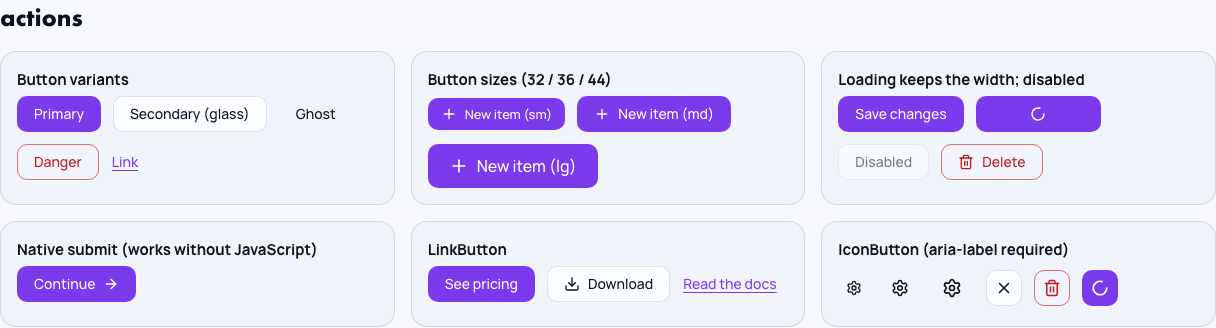 actions
Button variants
Primary
Secondary (glass)
Ghost
Danger
Link
Button sizes (32 / 36 / 44)
New item (sm)
New item (md)
New item (lg)
Loading keeps the width; disabled
Save changes
Disabled
Delete
Native submit (works without JavaScript)
Continue
LinkButton
See pricing
Download
Read the docs
IconButton (aria-label required)